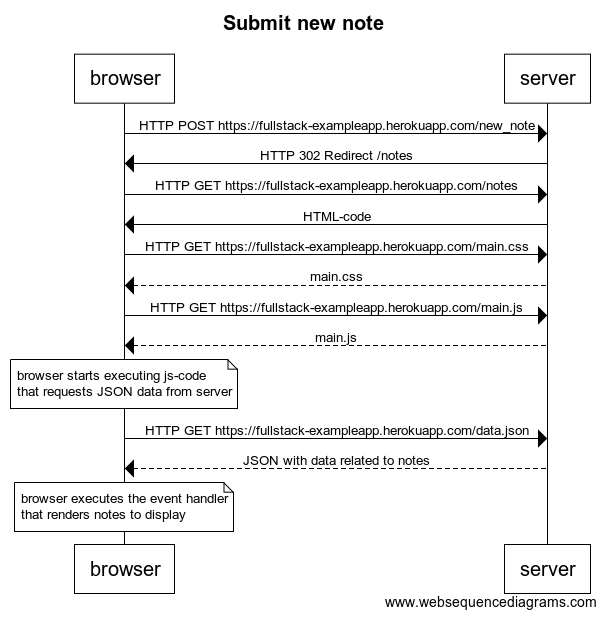 Submit new note
browser
server
HTTP POST https://fullstack-exampleapp.herokuapp.com/new_note
HTTP 302 Redirect /notes
HTTP GET https://fullstack-exampleapp.herokuapp.com/notes
HTML-code
HTTP GET https://fullstack-exampleapp.herokuapp.com/main.css
main.css
HTTP GET https://fullstack-exampleapp.herokuapp.com/main.js
main.js
browser starts executing js-code
that requests JSON data from server
HTTP GET https://fullstack-exampleapp.herokuapp.com/data.json
JSON with data related to notes
browser executes the event handler
that renders notes to display
browser
server
www.websequencediagrams.com